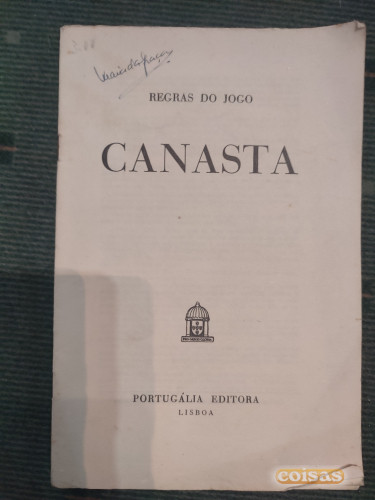 REGRAS DO JOGO
CANASTA
PORTUGÁLIA EDITORA
LISBOA
coisas